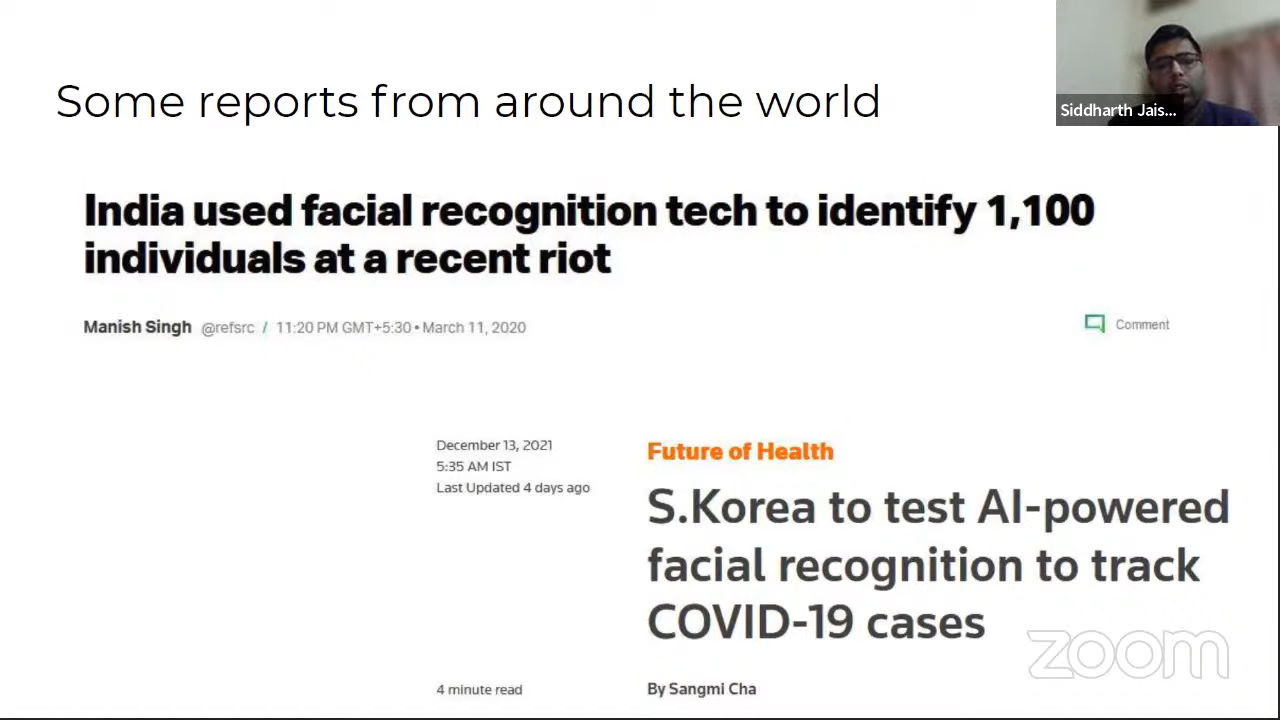 Some reports from around the world
Siddharth Jais...
India used facial recognition tech to identify 1,100
individuals at a recent riot
Manish Singh @refsrc / 11:20 PM GMT+5:30 • March 11, 2020
Comment
December 13, 2021
5:35 AM IST
Last Updated 4 days ago
Future of Health
S.Korea to test AI-powered
facial recognition to track
COVID-19 cases
zoom
4 minute read
By Sangmi Cha